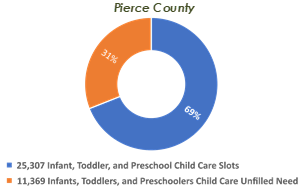 Pierce County
31%
69%
25,307 Infant, Toddler, and Preschool Child Care Slots
11,369 Infants, Toddlers, and Preschoolers Child Care Unfilled Need